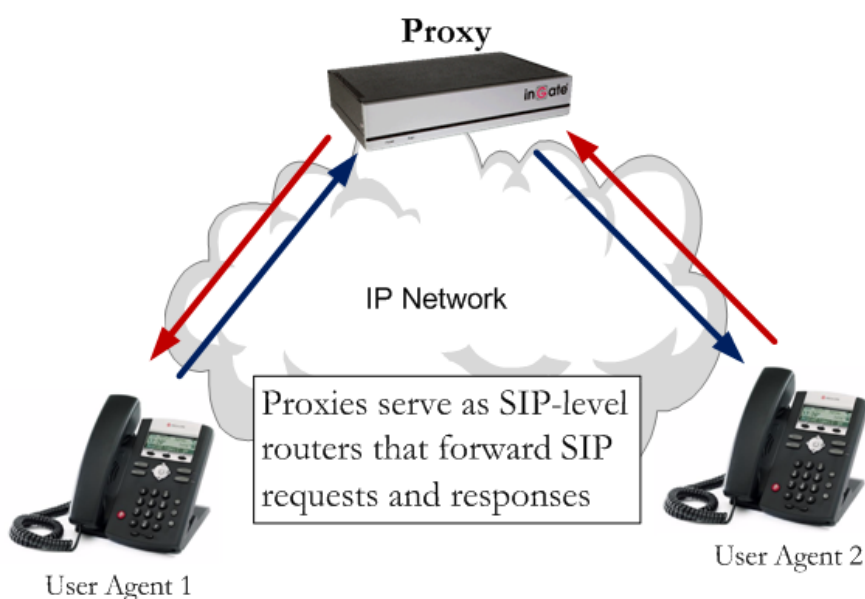 Proxy
inGate
IP Network
Proxies serve as SIP-level
routers that forward SIP
requests and responses
User Agent 2
User Agent 1